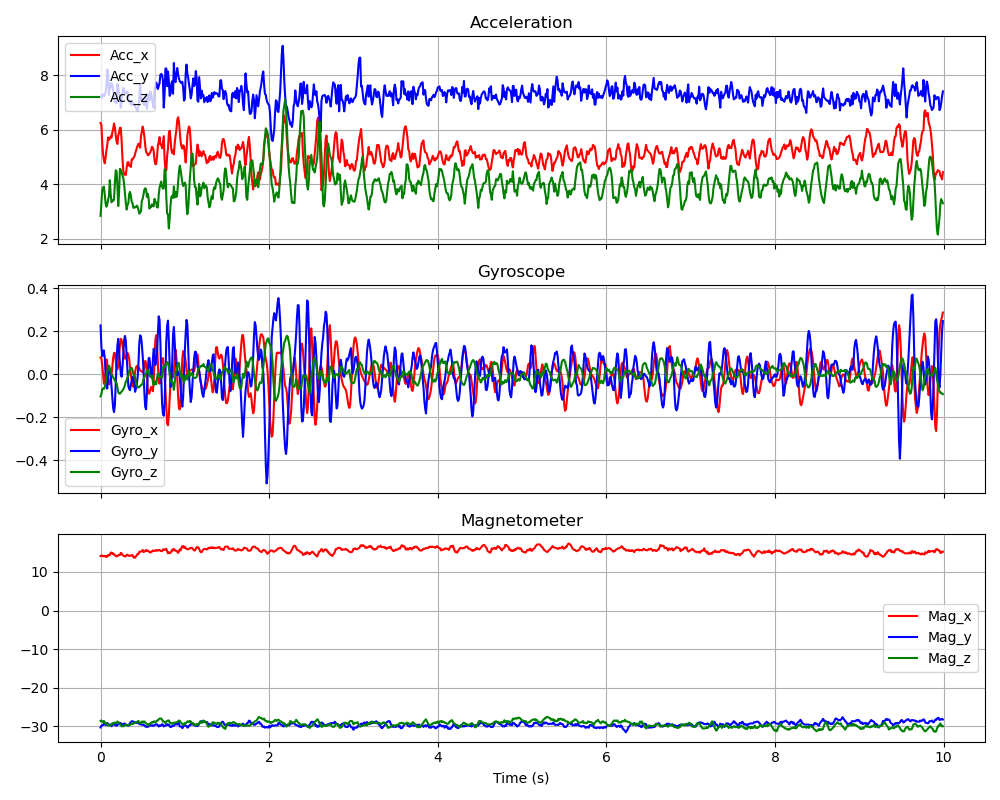 Acceleration
Acc_x
Acc_y
Acc_z
8
6
4
2
Gyroscope
0.4
0.2
0.0
−0.2
−0.4
Gyro_x
Gyro_y
Gyro_z
Magnetometer
10
0
−10
−20
−30
Mag_x
Mag_y
Mag_z
0 2 4 6 8 10
Time (s)